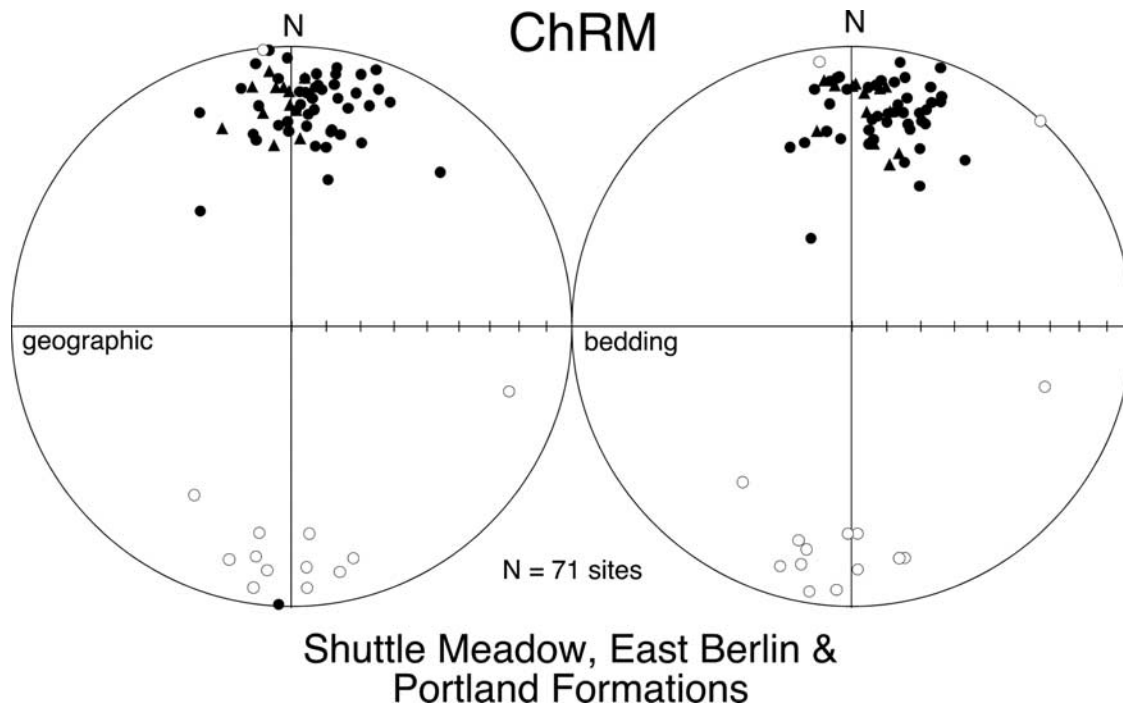 ChRM
N
N
geographic
bedding
N = 71 sites
Shuttle Meadow, East Berlin &
Portland Formations